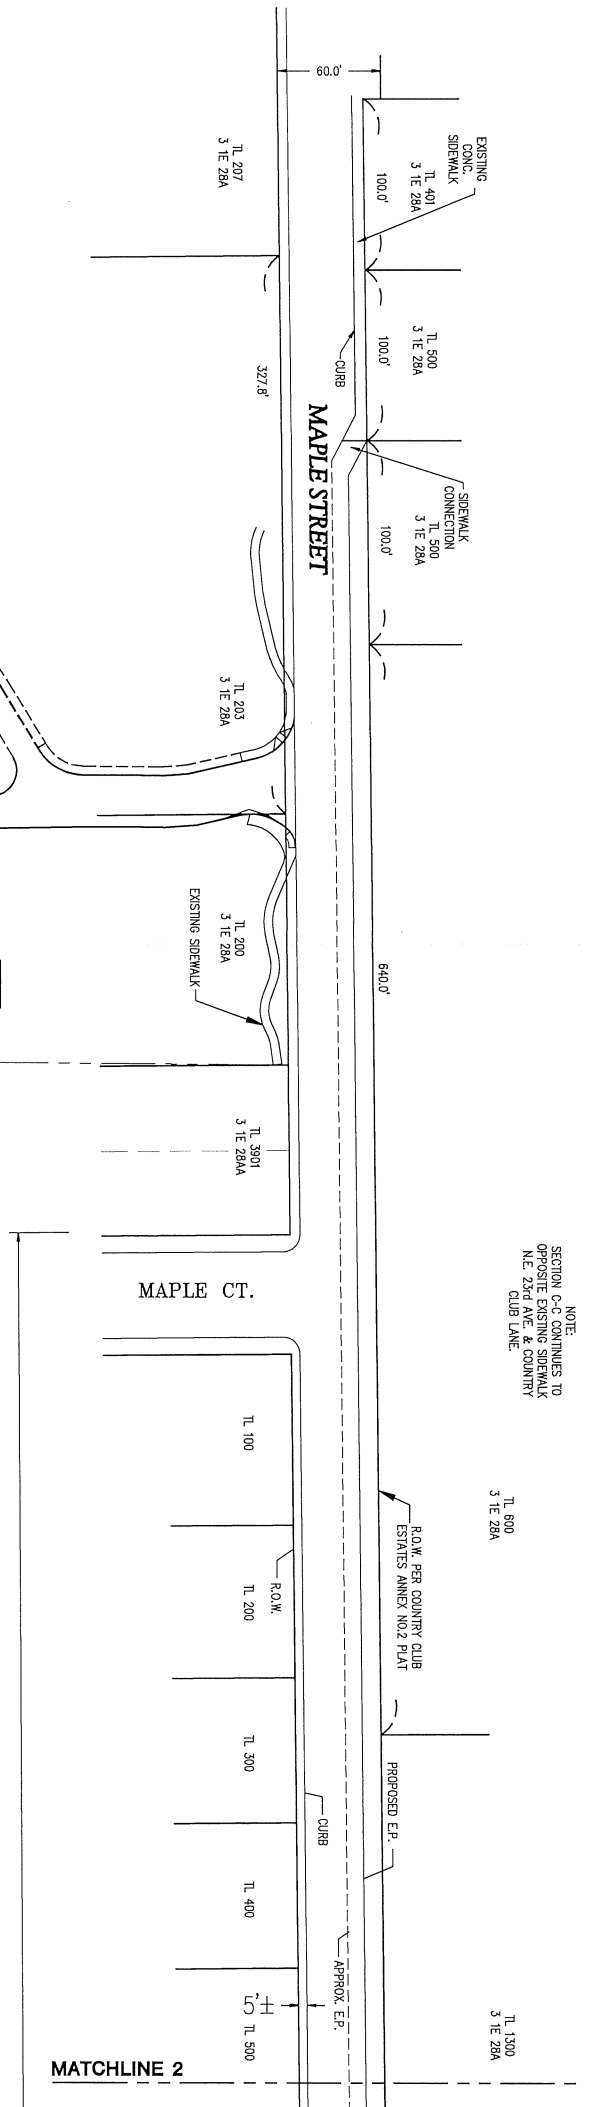 60.0'
EXISTING
CONC.
SIDEWALK
TL 207
3 1E 28A
TL 401
3 1E 28A
100.0'
TL 500
3 1E 28A
100.0'
CURB
327.8'
MAPLE STREET
SIDEWALK
CONNECTION
TL 500
3 1E 28A
100.0'
TL 203
3 1E 28A
TL 200
3 1E 28A
EXISTING SIDEWALK
640.0'
TL 3901
3 1E 28AA
NOTE:
SECTION C-C CONTINUES TO
OPPOSITE EXISTING SIDEWALK
N.E. 23rd AVE. & COUNTRY
CLUB LANE.
MAPLE CT.
TL 100
TL 600
3 1E 28A
R.O.W. PER COUNTRY CLUB
ESTATES ANNEX NO.2 PLAT
R.O.W.
TL 200
TL 300
PROPOSED E.P.
CURB
TL 400
APPROX. E.P.
5'±
TL 500
TL 1300
3 1E 28A
MATCHLINE 2